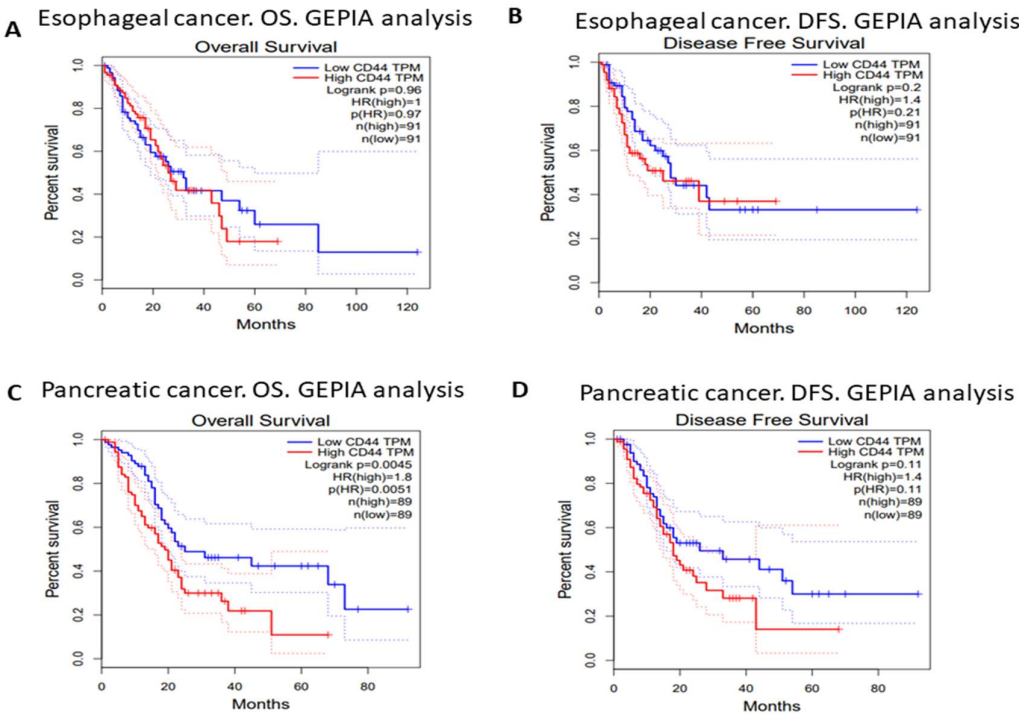 A Esophageal cancer. OS. GEPIA analysis
Overall Survival
Low CD44 TPM
High CD44 TPM
Logrank p=0.96
HR(high)=1
p(HR)=0.97
n(high)=91
n(low)=91
Percent survival
1.0
0.8
0.6
0.4
0.2
0.0
0 20 40 60 80 100 120
Months
B Esophageal cancer. DFS. GEPIA analysis
Disease Free Survival
Low CD44 TPM
High CD44 TPM
Logrank p=0.2
HR(high)=1.4
p(HR)=0.21
n(high)=91
n(low)=91
Percent survival
1.0
0.8
0.6
0.4
0.2
0.0
0 20 40 60 80 100 120
Months
C Pancreatic cancer. OS. GEPIA analysis
Overall Survival
Low CD44 TPM
High CD44 TPM
Logrank p=0.0045
HR(high)=1.8
p(HR)=0.0051
n(high)=89
n(low)=89
Percent survival
1.0
0.8
0.6
0.4
0.2
0.0
0 20 40 60 80
Months
D Pancreatic cancer. DFS. GEPIA analysis
Disease Free Survival
Low CD44 TPM
High CD44 TPM
Logrank p=0.11
HR(high)=1.4
p(HR)=0.11
n(high)=89
n(low)=89
Percent survival
1.0
0.8
0.6
0.4
0.2
0.0
0 20 40 60 80
Months